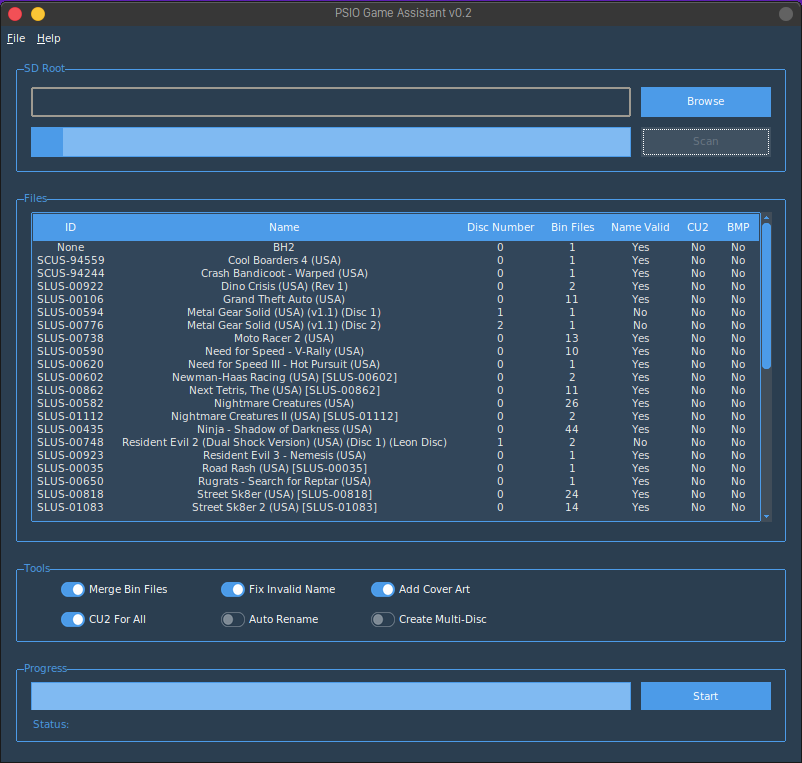 PSIO Game Assistant v0.2
File Help
SD Root
Browse
Scan
Files
ID Name Disc Number Bin Files Name Valid CU2 BMP
None BH2 0 1 Yes No No
SCUS-94559 Cool Boarders 4 (USA) 0 1 Yes No No
SCUS-94244 Crash Bandicoot - Warped (USA) 0 1 Yes No No
SLUS-00922 Dino Crisis (USA) (Rev 1) 0 2 Yes No No
SLUS-00106 Grand Theft Auto (USA) 0 11 Yes No No
SLUS-00594 Metal Gear Solid (USA) (v1.1) (Disc 1) 1 1 No No No
SLUS-00776 Metal Gear Solid (USA) (v1.1) (Disc 2) 2 1 No No No
SLUS-00738 Moto Racer 2 (USA) 0 13 Yes No No
SLUS-00590 Need for Speed - V-Rally (USA) 0 10 Yes No No
SLUS-00620 Need for Speed III - Hot Pursuit (USA) 0 1 Yes No No
SLUS-00602 Newman-Haas Racing (USA) [SLUS-00602] 0 2 Yes No No
SLUS-00862 Next Tetris, The (USA) [SLUS-00862] 0 11 Yes No No
SLUS-00582 Nightmare Creatures (USA) 0 26 Yes No No
SLUS-01112 Nightmare Creatures II (USA) [SLUS-01112] 0 2 Yes No No
SLUS-00435 Ninja - Shadow of Darkness (USA) 0 44 Yes No No
SLUS-00748 Resident Evil 2 (Dual Shock Version) (USA) (Disc 1) (Leon Disc) 1 2 No No No
SLUS-00923 Resident Evil 3 - Nemesis (USA) 0 1 Yes No No
SLUS-00035 Road Rash (USA) [SLUS-00035] 0 1 Yes No No
SLUS-00650 Rugrats - Search for Reptar (USA) 0 1 Yes No No
SLUS-00818 Street Sk8er (USA) [SLUS-00818] 0 24 Yes No No
SLUS-01083 Street Sk8er 2 (USA) [SLUS-01083] 0 14 Yes No No
Tools
Merge Bin Files Fix Invalid Name Add Cover Art
CU2 For All Auto Rename Create Multi-Disc
Progress
Start
Status: